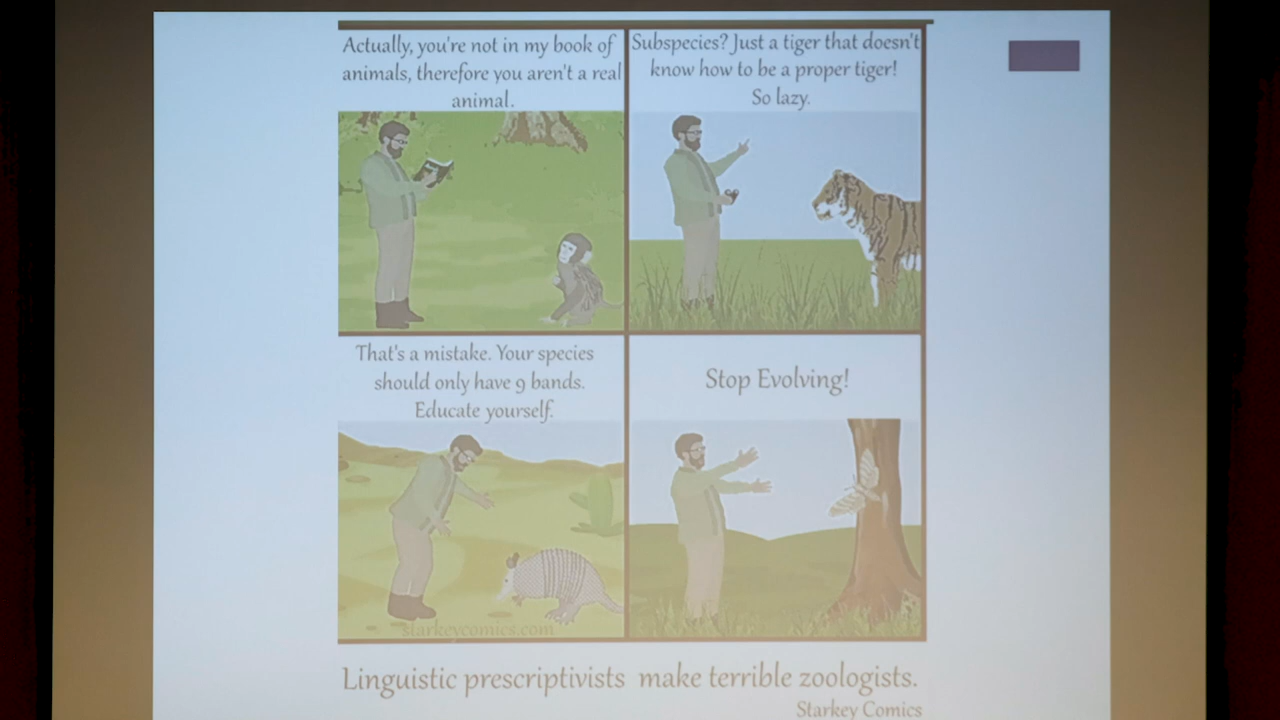 Actually, you're not in my book of
animals, therefore you aren't a real
animal.
Subspecies? Just a tiger that doesn't
know how to be a proper tiger!
So lazy.
That's a mistake. Your species
should only have 9 bands.
Educate yourself.
starkeycomics.com
Stop Evolving!
Linguistic prescriptivists make terrible zoologists.
Starkey Comics